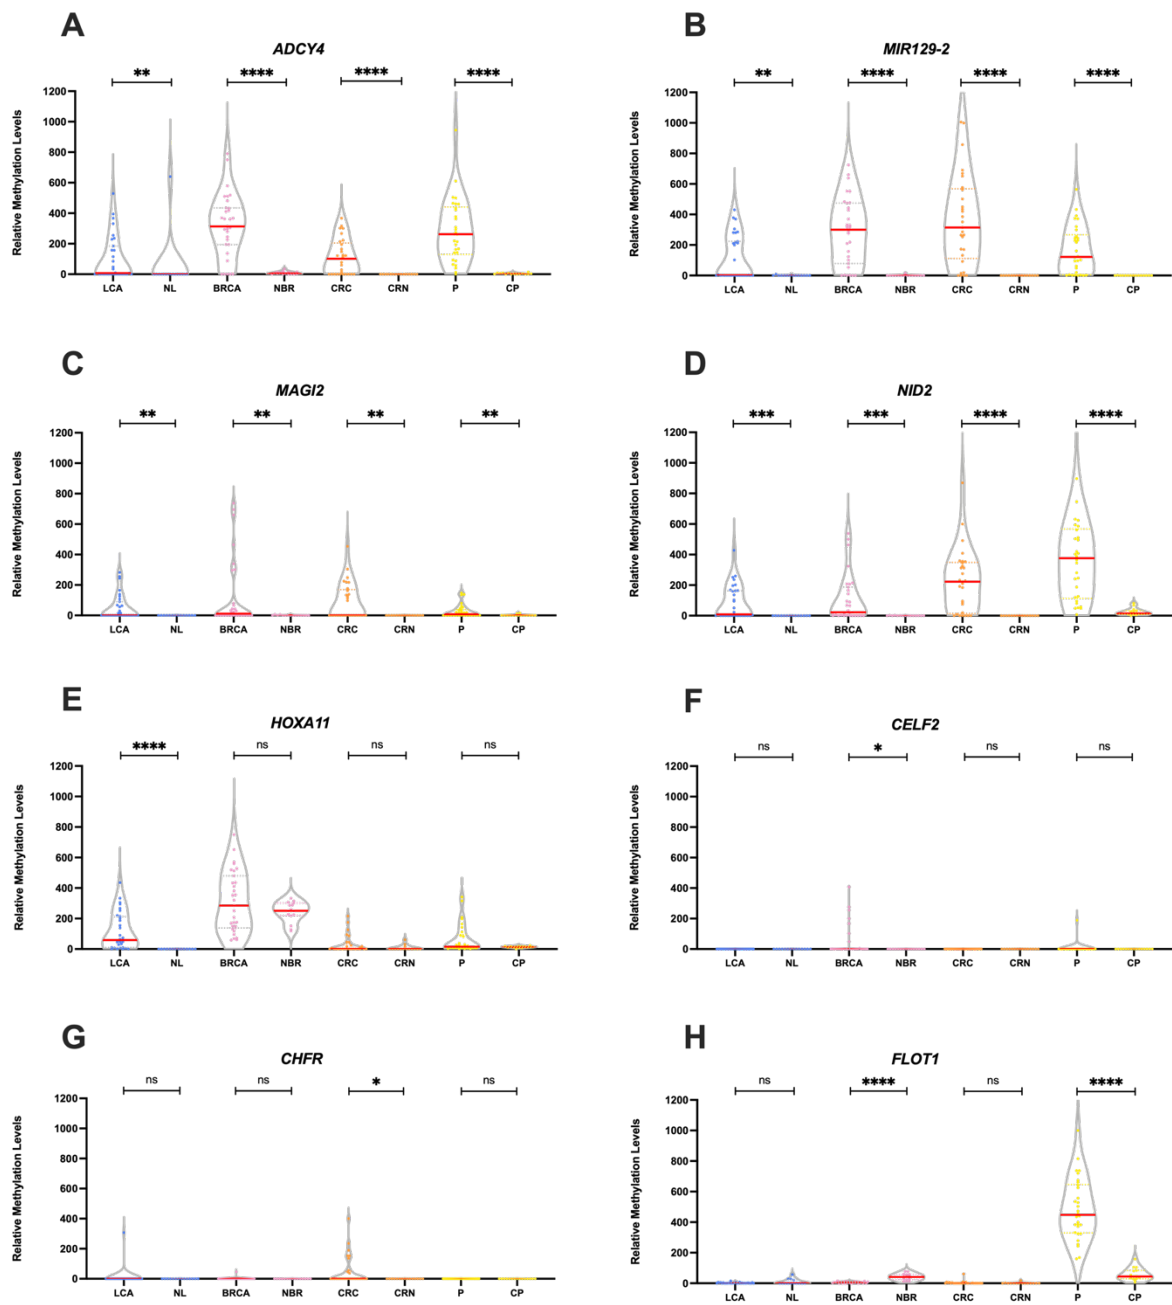 A
ADCY4
** **** **** ****
Relative Methylation Levels
1200
1000
800
600
400
200
0
LCA NL BRCA NBR CRC CRN P CP
B
MIR129-2
** **** **** ****
Relative Methylation Levels
1200
1000
800
600
400
200
0
LCA NL BRCA NBR CRC CRN P CP
C
MAGI2
** ** ** **
Relative Methylation Levels
1200
1000
800
600
400
200
0
LCA NL BRCA NBR CRC CRN P CP
D
NID2
*** *** **** ****
Relative Methylation Levels
1200
1000
800
600
400
200
0
LCA NL BRCA NBR CRC CRN P CP
E
HOXA11
**** ns ns ns
Relative Methylation Levels
1200
1000
800
600
400
200
0
LCA NL BRCA NBR CRC CRN P CP
F
CELF2
ns * ns ns
Relative Methylation Levels
1200
1000
800
600
400
200
0
LCA NL BRCA NBR CRC CRN P CP
G
CHFR
ns ns * ns
Relative Methylation Levels
1200
1000
800
600
400
200
0
LCA NL BRCA NBR CRC CRN P CP
H
FLOT1
ns **** ns ****
Relative Methylation Levels
1200
1000
800
600
400
200
0
LCA NL BRCA NBR CRC CRN P CP